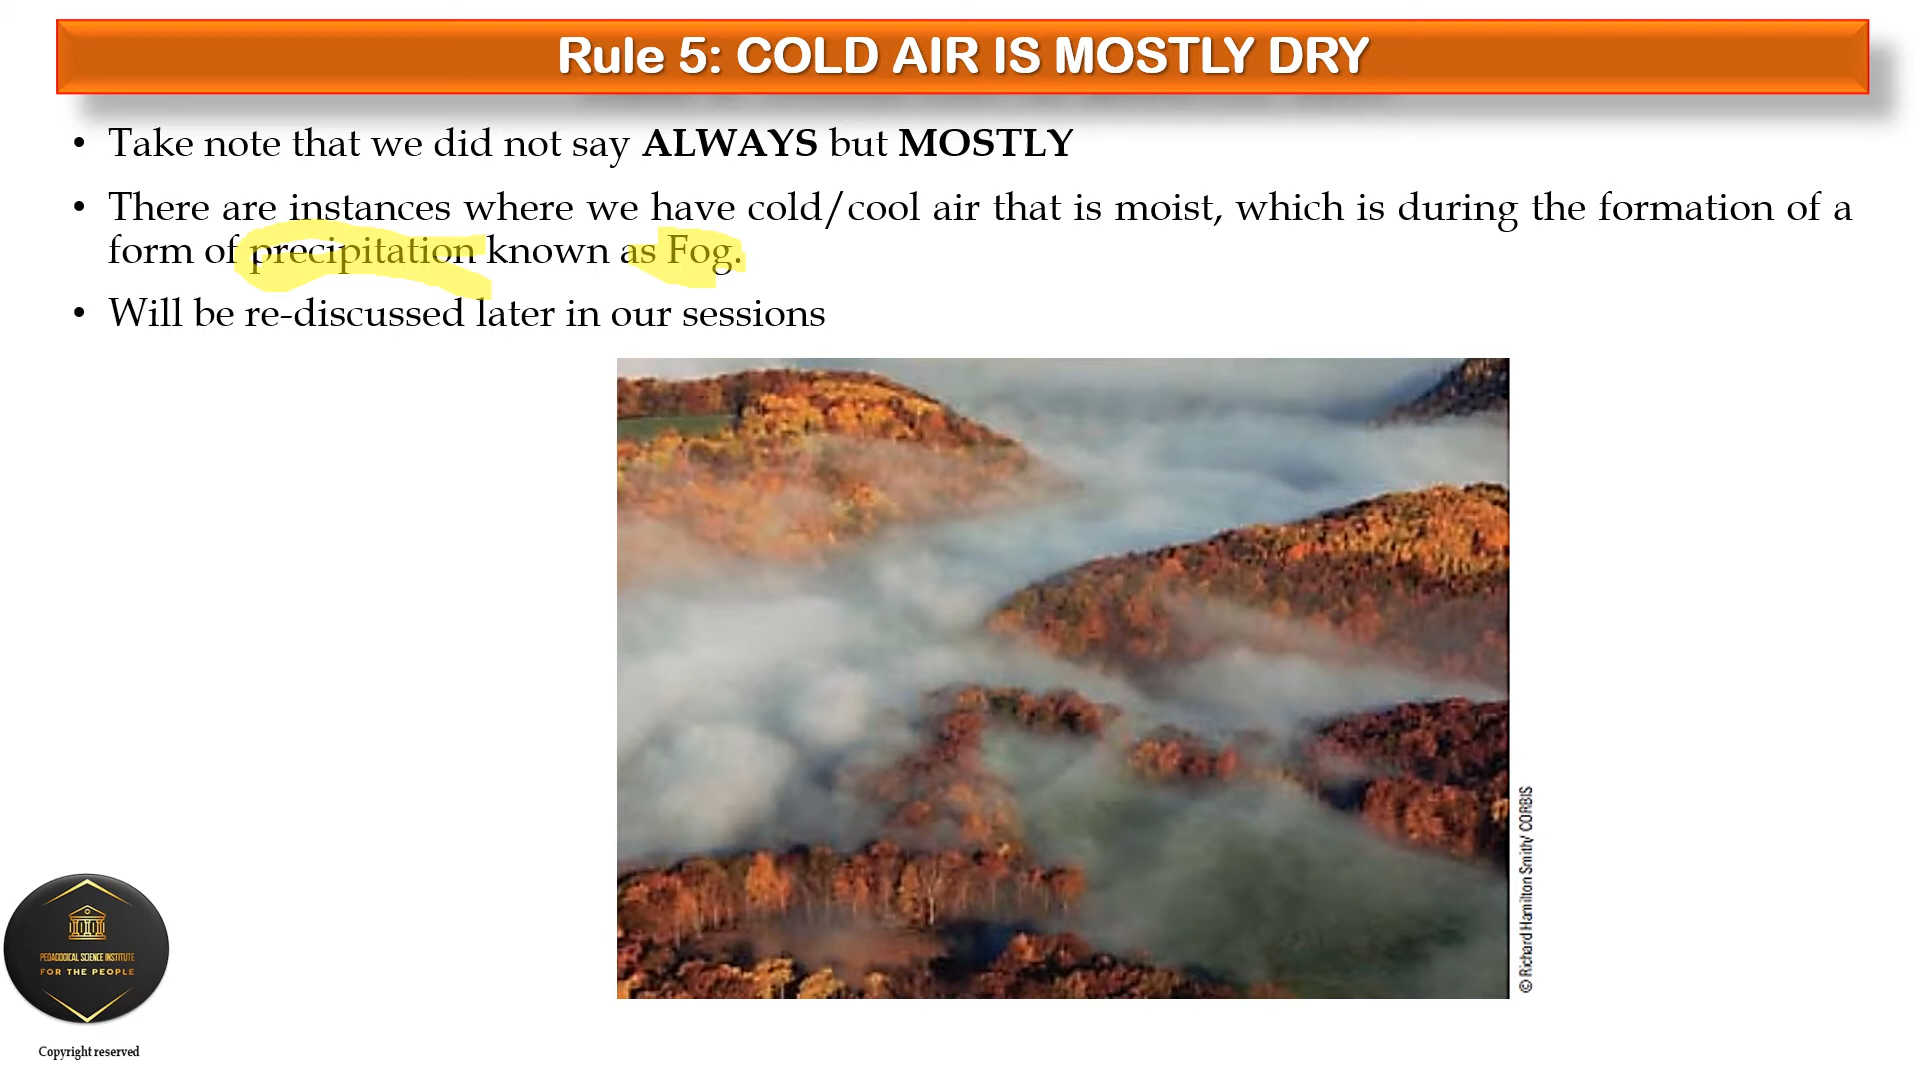 Rule 5: COLD AIR IS MOSTLY DRY
• Take note that we did not say ALWAYS but MOSTLY
• There are instances where we have cold/cool air that is moist, which is during the formation of a
form of precipitation known as Fog.
• Will be re-discussed later in our sessions
© Richard Hamilton Smith/ CORBIS
PEDAGOGICAL SCIENCE INSTITUTE
FOR THE PEOPLE
Copyright reserved